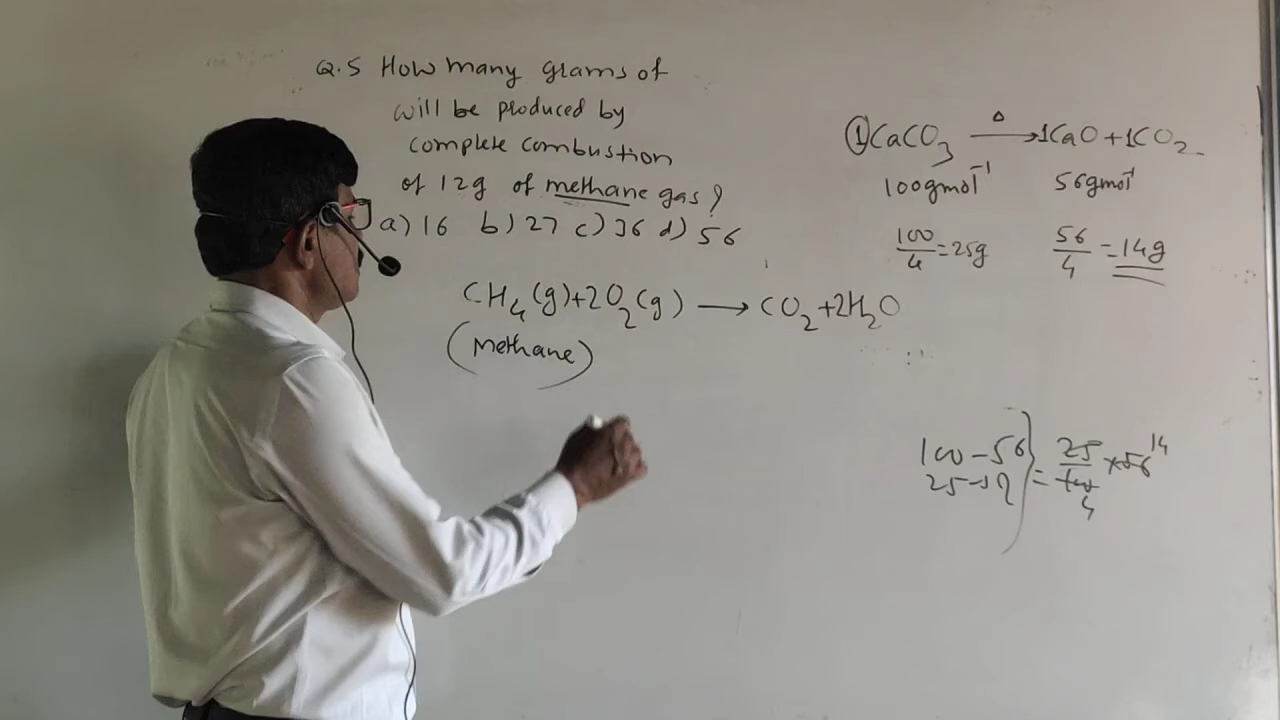 Q.5 How many grams of
will be produced by
complete combustion
of 12g of methane gas?
a) 16 b) 27 c) 36 d) 56
CH₄(g)+2O₂(g) → CO₂+2H₂O
(Methane)
① CaCO₃ —Δ→ 1CaO+1CO₂
100gmol⁻¹ 56gmol⁻¹
100/4=25g 56/4=14g
100-56
25-?
= 25/100 ×56 14
4